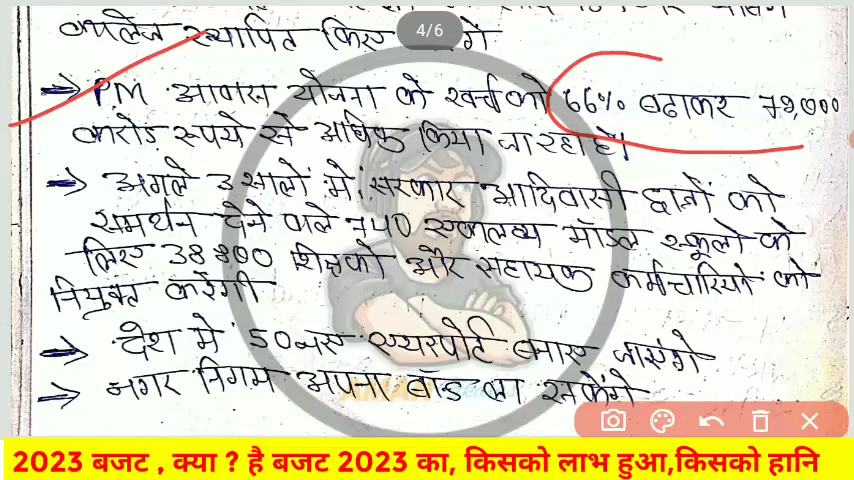 कॉलेज स्थापित किए गें
4/6
→ P.M आवास योजना के खर्च को 66% बढाकर 79,000
करोड रूपये से अधिक किया जा रहा है।
→ अगले 3 सालों में, सरकार आदिवासी छात्रों को
समर्थन देने वाले 740 एकलव्य मॉडल स्कूलो के
लिए 38800 शिक्षकों और सहायक कर्मचारियों को
नियुक्त करेगी
→ देश में 50 नए एयरपोर्ट बनाए जाएंगे
→ नगर निगम अपना बॉंड ला सकेंगे
2023 बजट , क्या ? है बजट 2023 का, किसको लाभ हुआ,किसको हानि